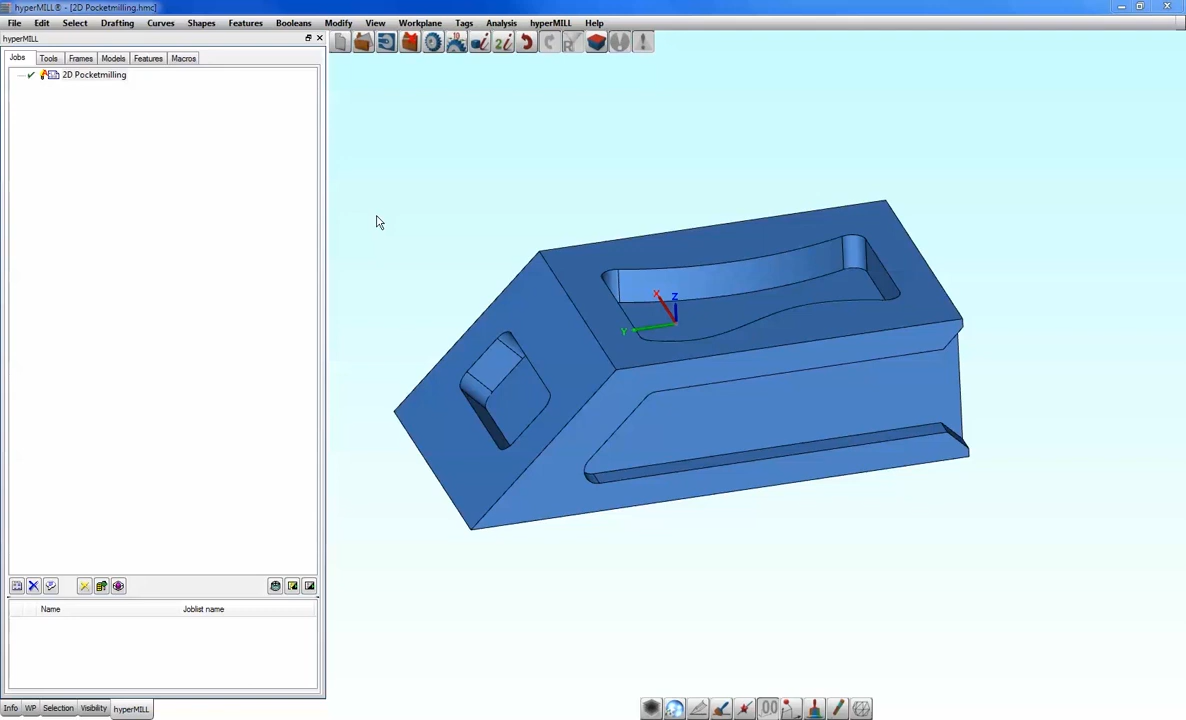 hyperMILL® - [2D Pocketmilling.hmc]
File Edit Select Drafting Curves Shapes Features Booleans Modify View Workplane Tags Analysis hyperMILL Help
hyperMILL
Jobs Tools Frames Models Features Macros
2D Pocketmilling
X
Z
Y
Name Joblist name
Info WP Selection Visibility hyperMILL